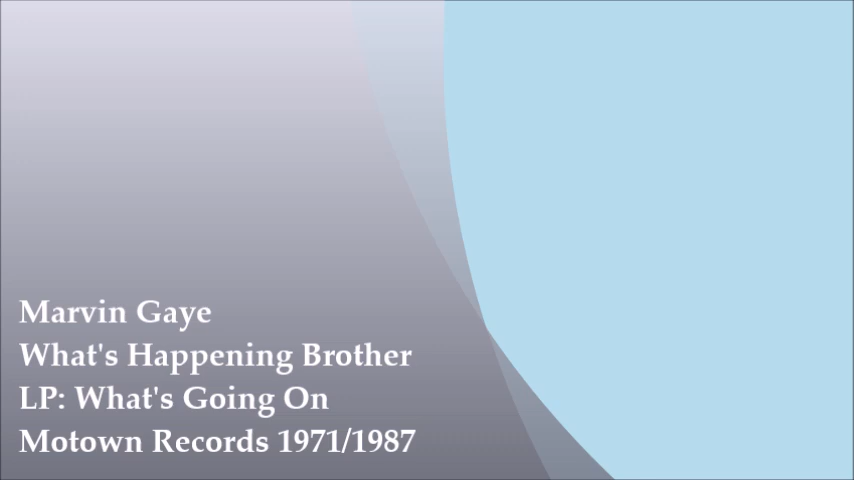 Marvin Gaye
What's Happening Brother
LP: What's Going On
Motown Records 1971/1987